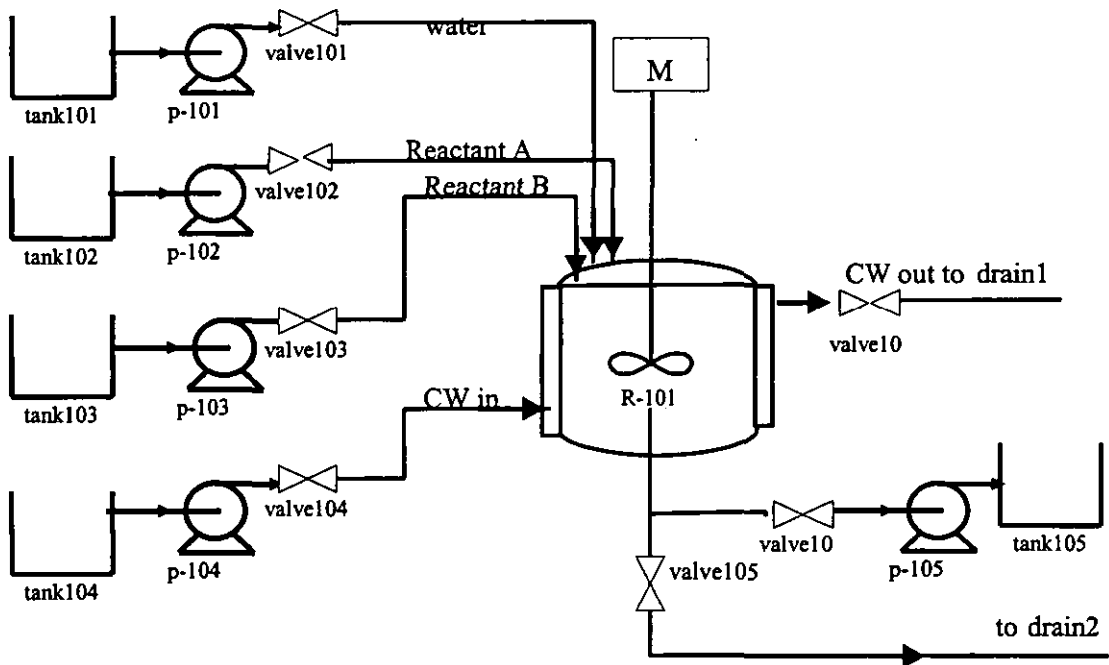 water
valve101
M
tank101
p-101
Reactant A
valve102
Reactant B
tank102
p-102
CW out to drain1
valve103
valve10
tank103
p-103
CW in
R-101
valve104
tank104
p-104
valve10
p-105
tank105
valve105
to drain2